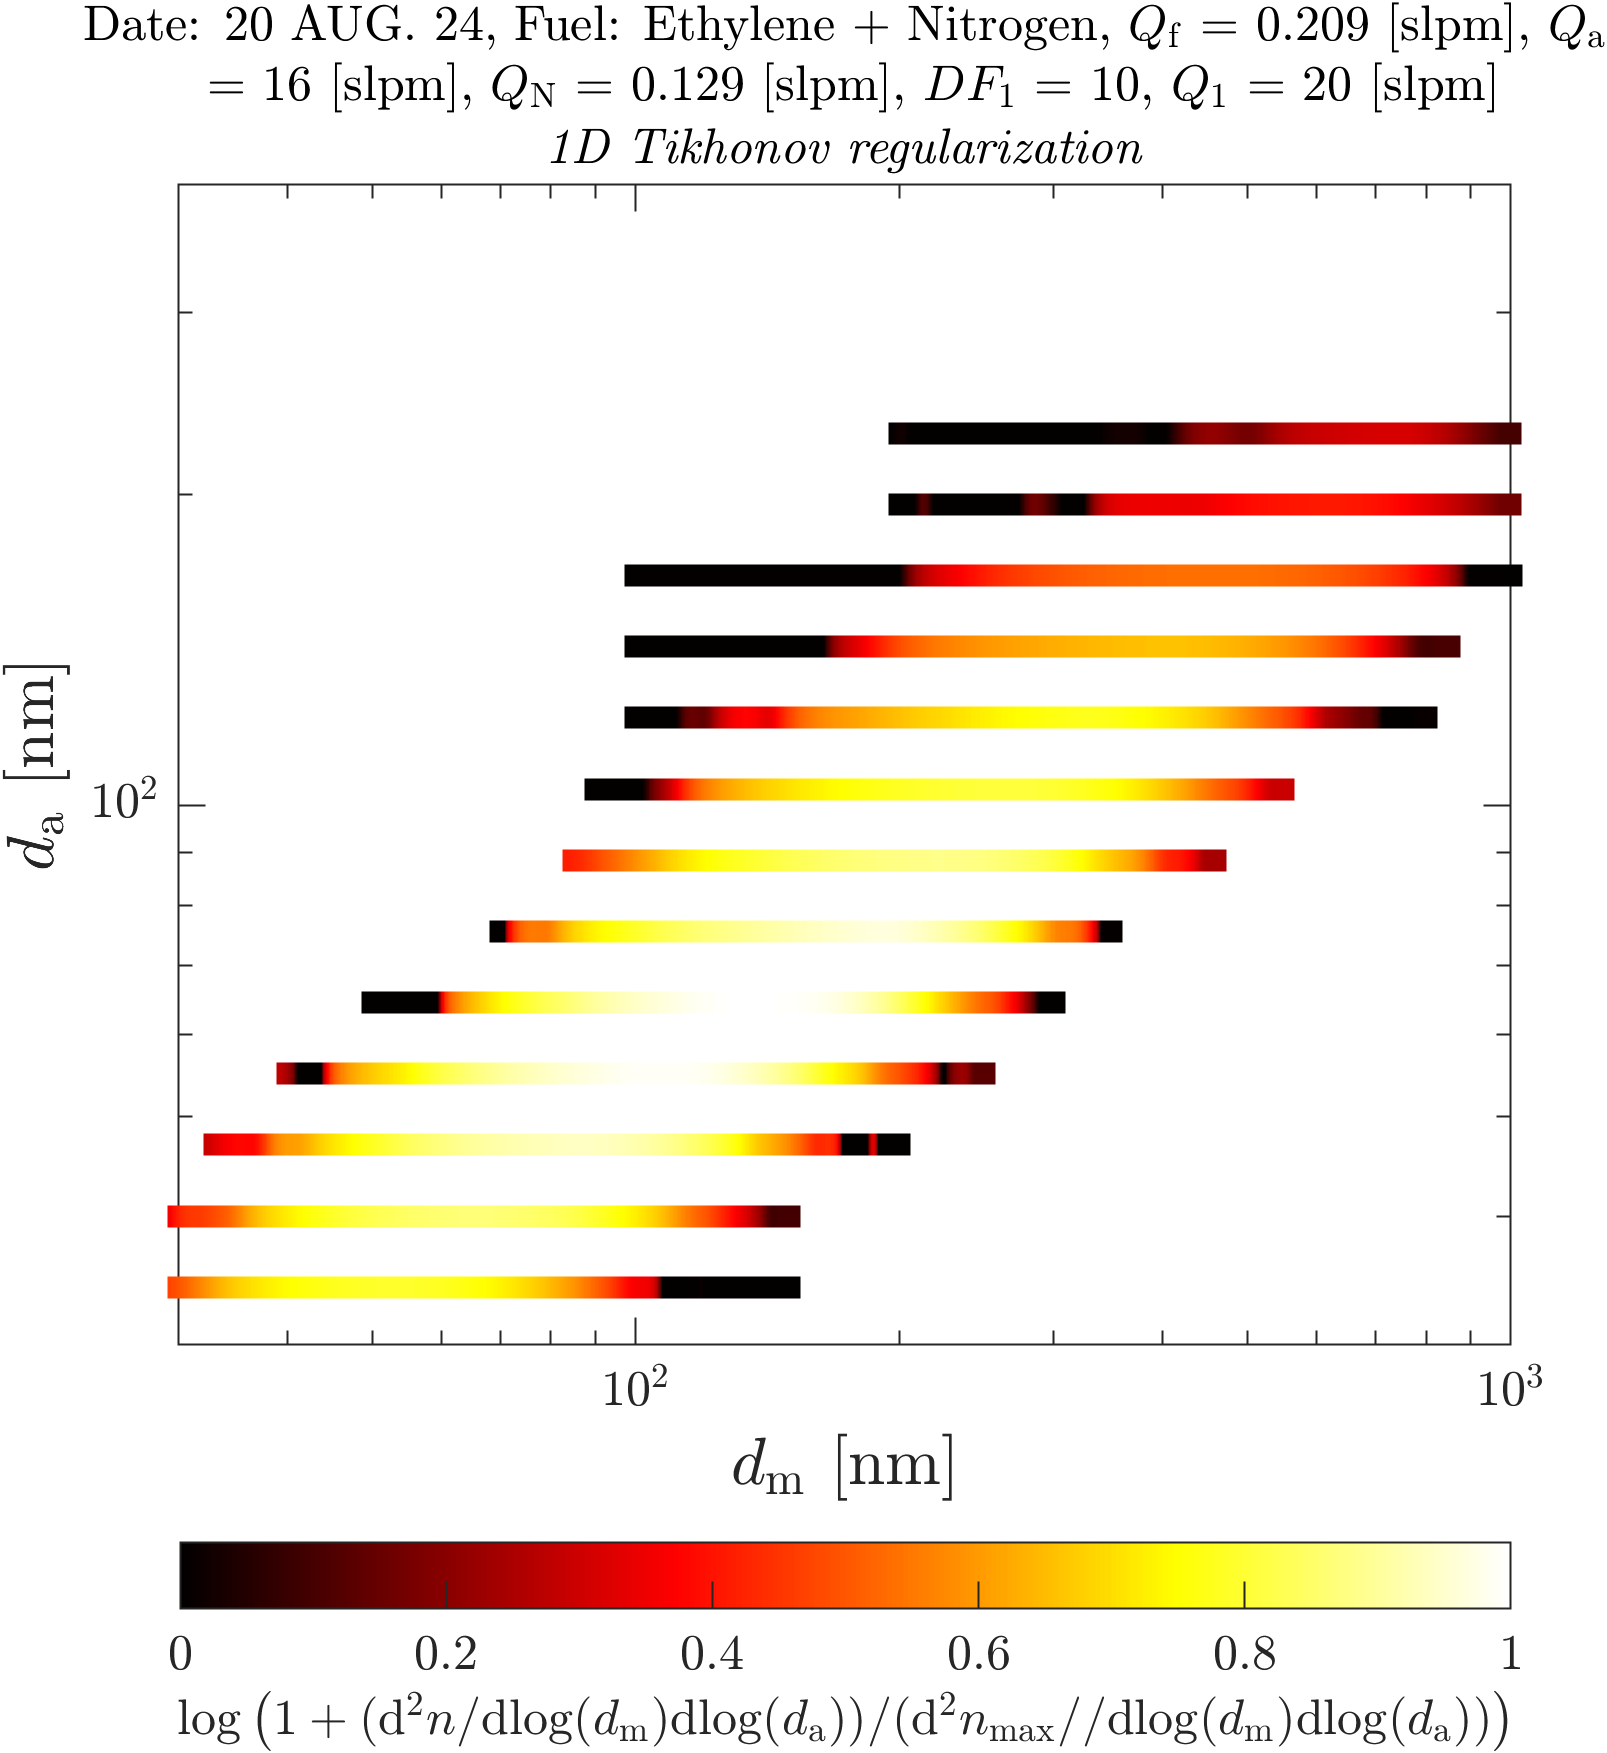 Date: 20 AUG. 24, Fuel: Ethylene + Nitrogen, Q_f = 0.209 [slpm], Q_a
= 16 [slpm], Q_N = 0.129 [slpm], DF_1 = 10, Q_1 = 20 [slpm]
1D Tikhonov regularization
d_a [nm]
10^2
10^2 10^3
d_m [nm]
0 0.2 0.4 0.6 0.8 1
log (1 + (d^2n/dlog(d_m)dlog(d_a))/(d^2n_max//dlog(d_m)dlog(d_a)))